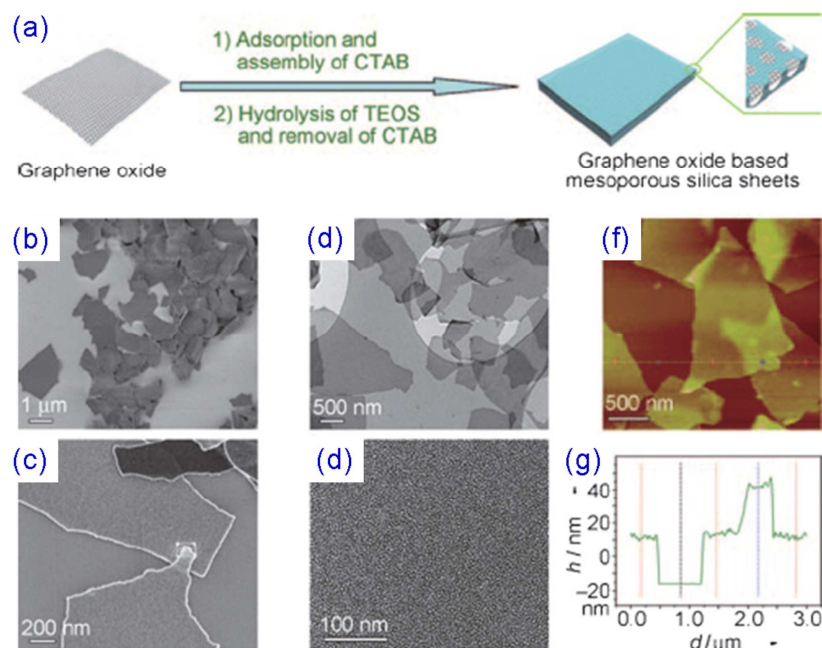 (a)
1) Adsorption and
assembly of CTAB
2) Hydrolysis of TEOS
and removal of CTAB
Graphene oxide
Graphene oxide based
mesoporous silica sheets
(b)
1 μm
(d)
500 nm
(f)
500 nm
(c)
200 nm
(d)
100 nm
(g)
h / nm
40
20
0
–20
nm
0.0 1.0 2.0 3.0
d/μm